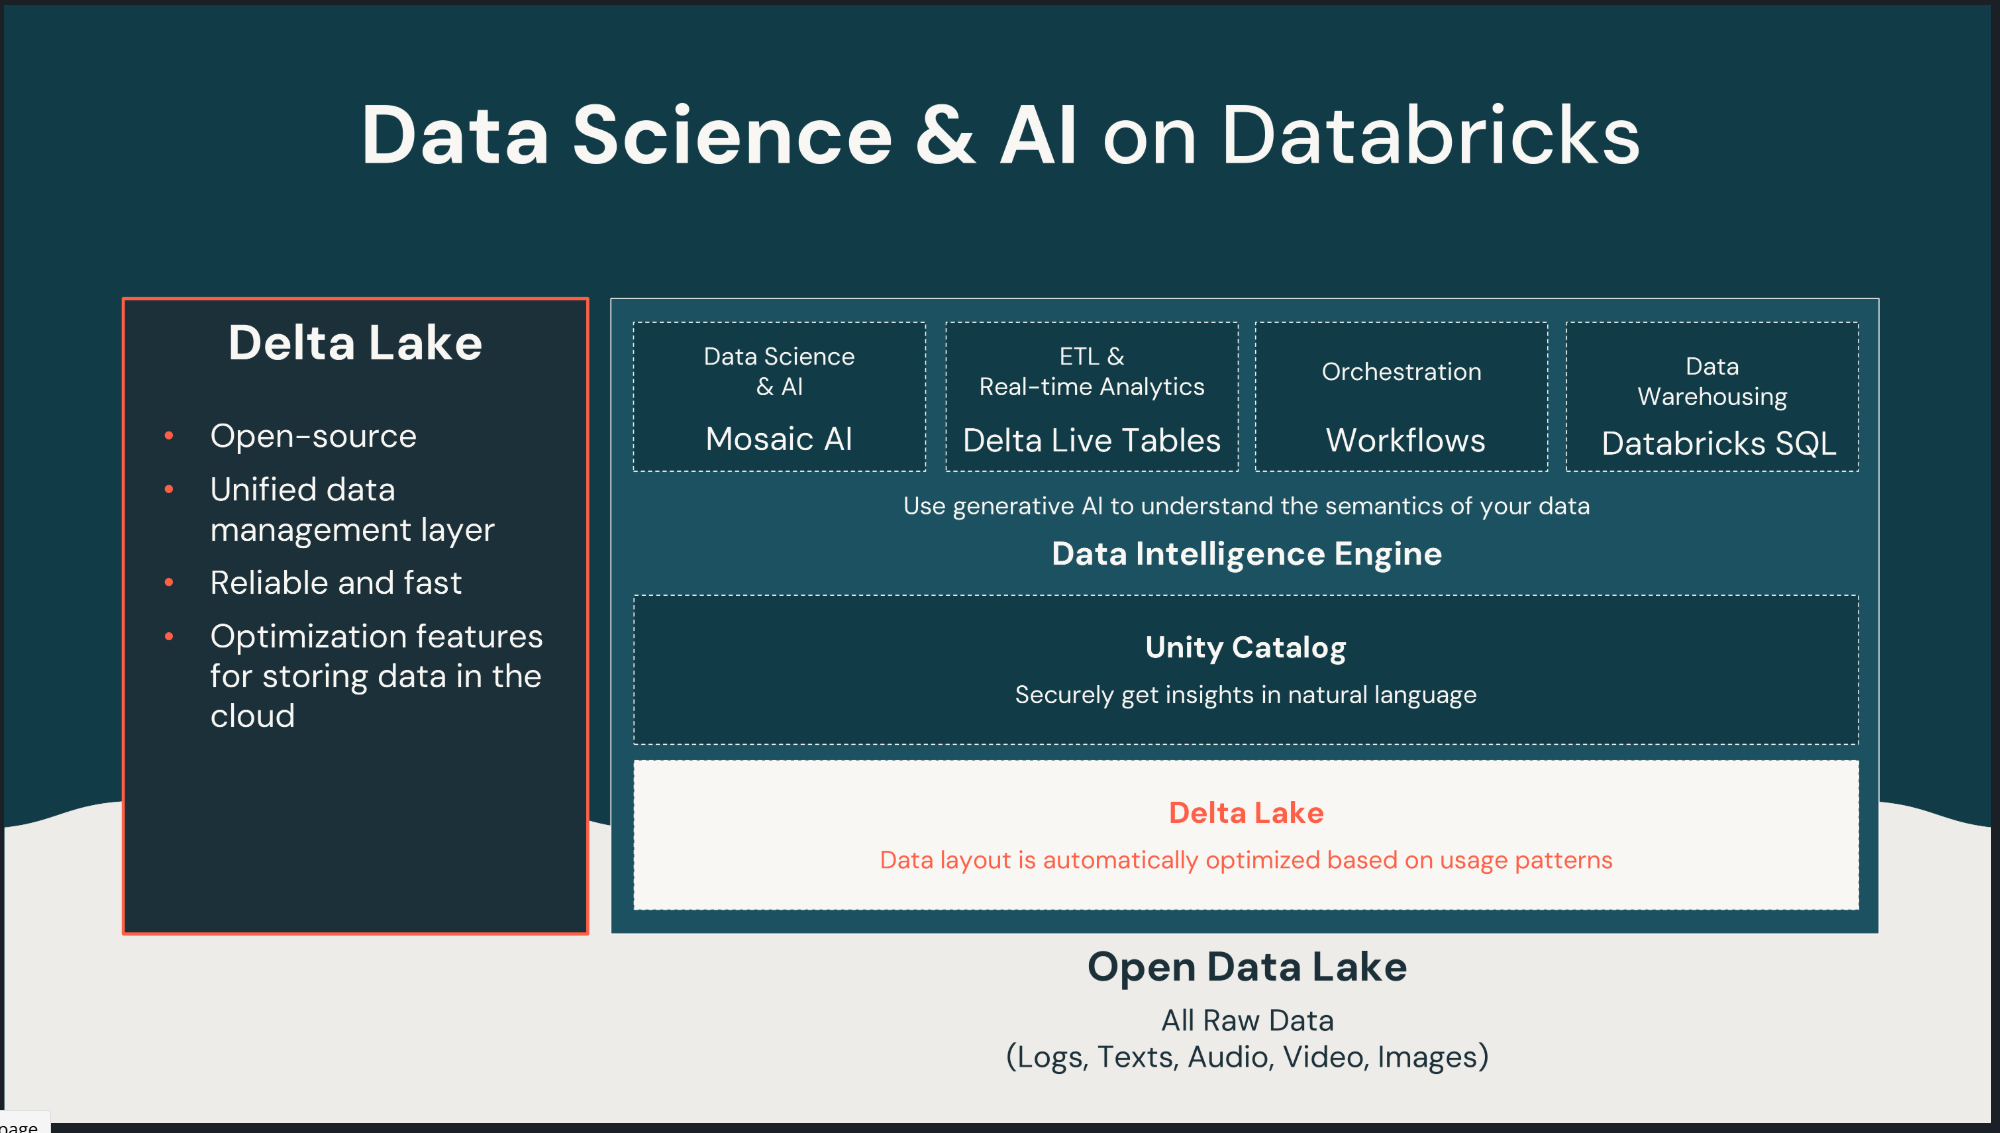 Data Science & AI on Databricks
Delta Lake
• Open-source
• Unified data
management layer
• Reliable and fast
• Optimization features
for storing data in the
cloud
Data Science
& AI
Mosaic AI
ETL &
Real-time Analytics
Delta Live Tables
Orchestration
Workflows
Data
Warehousing
Databricks SQL
Use generative AI to understand the semantics of your data
Data Intelligence Engine
Unity Catalog
Securely get insights in natural language
Delta Lake
Data layout is automatically optimized based on usage patterns
Open Data Lake
All Raw Data
(Logs, Texts, Audio, Video, Images)
page